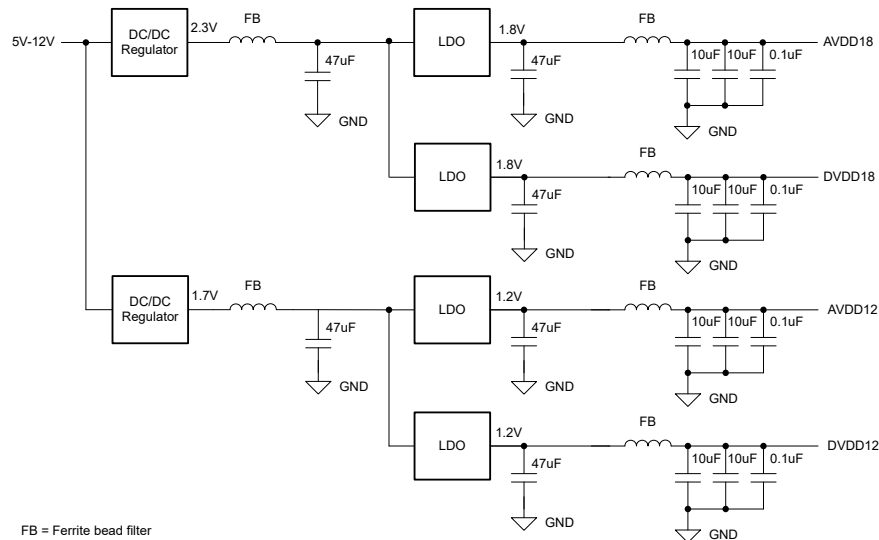 5V-12V
DC/DC
Regulator
2.3V
FB
47uF
GND
LDO
1.8V
47uF
GND
FB
10uF 10uF 0.1uF
GND
AVDD18
LDO
1.8V
47uF
GND
FB
10uF 10uF 0.1uF
GND
DVDD18
DC/DC
Regulator
1.7V
FB
47uF
GND
LDO
1.2V
47uF
GND
FB
10uF 10uF 0.1uF
GND
AVDD12
LDO
1.2V
47uF
GND
FB
10uF 10uF 0.1uF
GND
DVDD12
FB = Ferrite bead filter